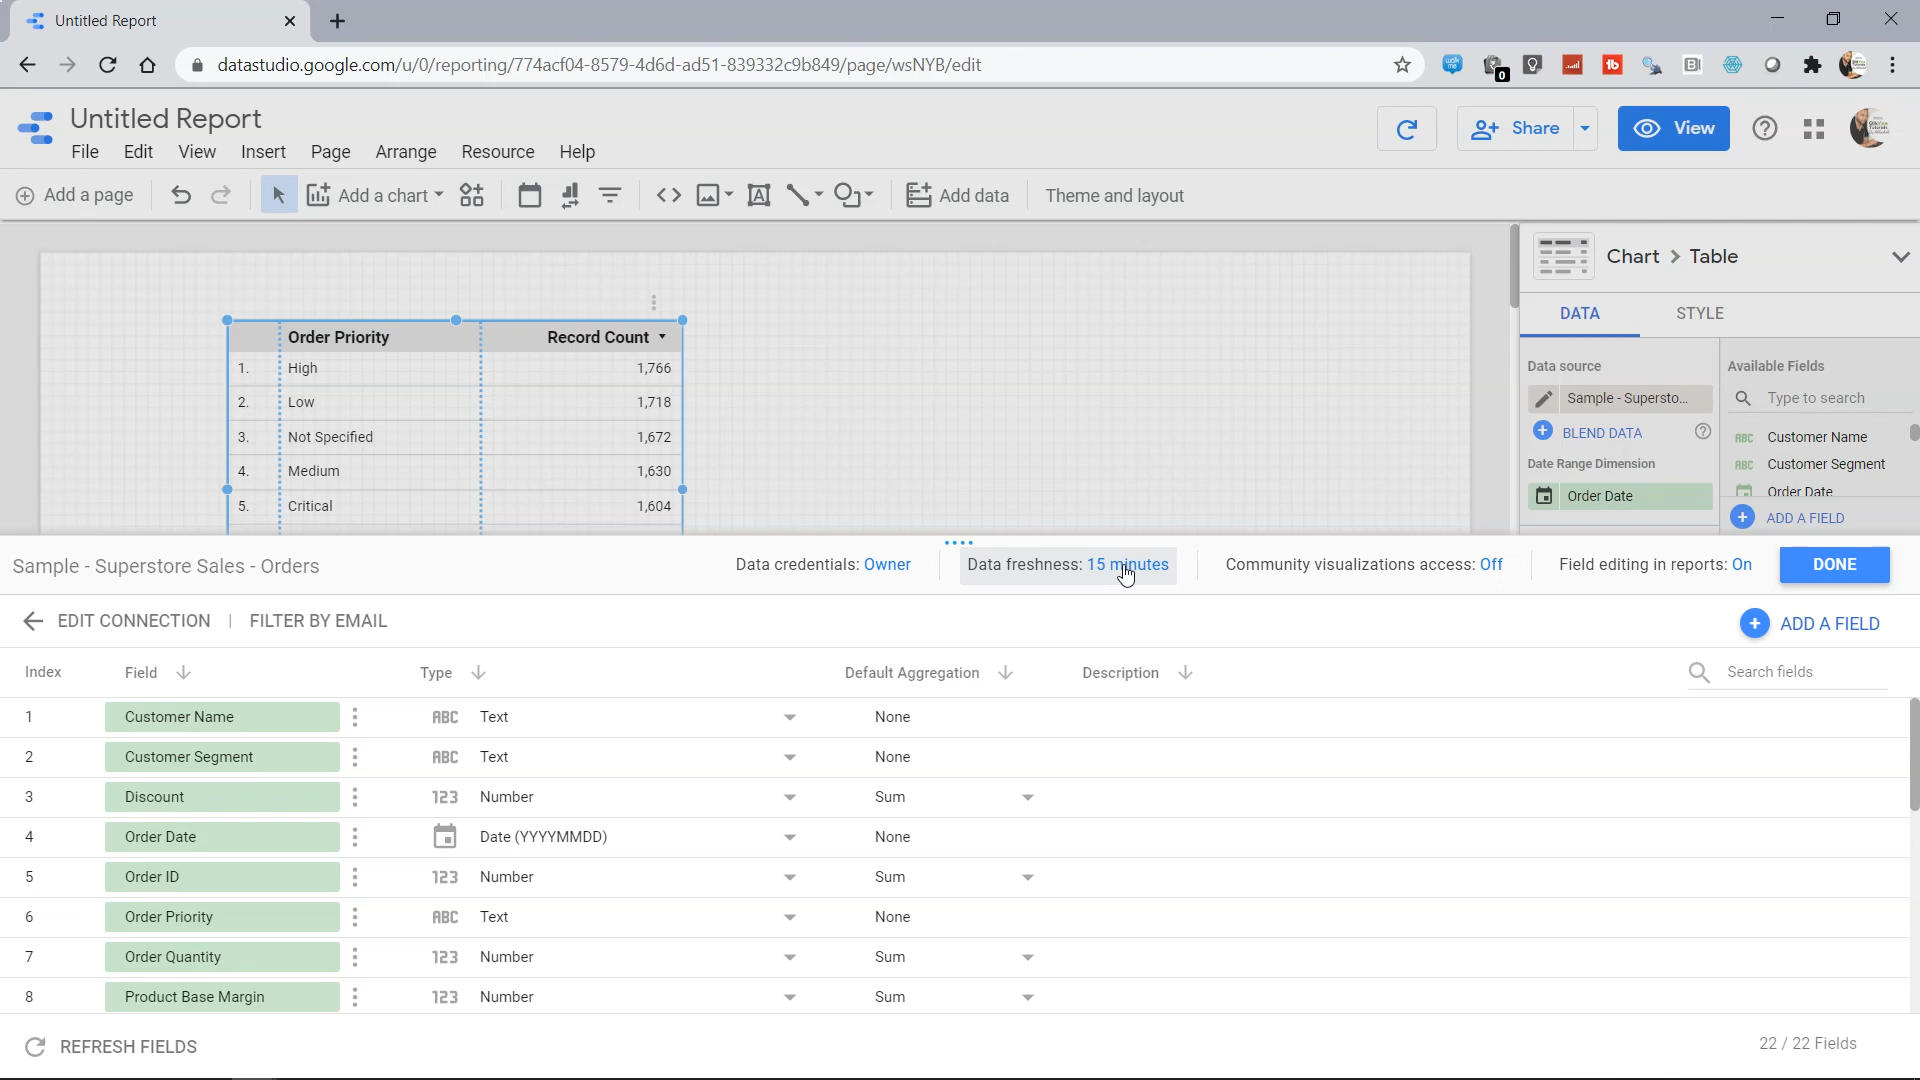 Untitled Report
datastudio.google.com/u/0/reporting/774acf04-8579-4d6d-ad51-839332c9b849/page/wsNYB/edit
0
Untitled Report
File Edit View Insert Page Arrange Resource Help
Share View
Add a page Add a chart Add data Theme and layout
Chart > Table
DATA STYLE
Order Priority Record Count
1. High 1,766
2. Low 1,718
3. Not Specified 1,672
4. Medium 1,630
5. Critical 1,604
Data source
Sample - Supersto...
BLEND DATA
Date Range Dimension
Order Date
Available Fields
Type to search
ABC Customer Name
ABC Customer Segment
Order Date
ADD A FIELD
Sample - Superstore Sales - Orders
Data credentials: Owner Data freshness: 15 minutes Community visualizations access: Off Field editing in reports: On DONE
EDIT CONNECTION | FILTER BY EMAIL ADD A FIELD
Index Field Type Default Aggregation Description Search fields
1 Customer Name ABC Text None
2 Customer Segment ABC Text None
3 Discount 123 Number Sum
4 Order Date Date (YYYYMMDD) None
5 Order ID 123 Number Sum
6 Order Priority ABC Text None
7 Order Quantity 123 Number Sum
8 Product Base Margin 123 Number Sum
REFRESH FIELDS 22 / 22 Fields